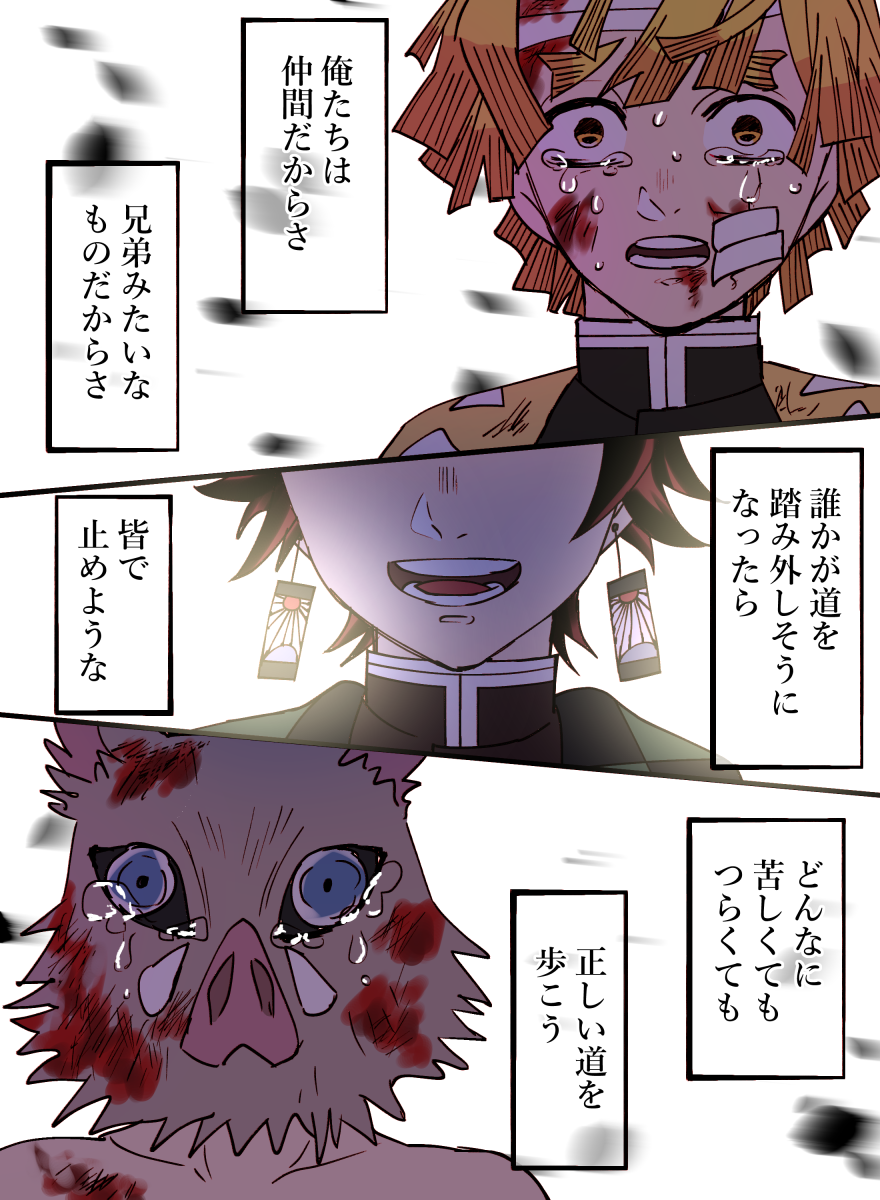 俺たちは
仲間だからさ
兄弟みたいな
ものだからさ
誰かが道を
踏み外しそうに
なったら
皆で
止めような
どんなに
苦しくても
つらくても
正しい道を
歩こう